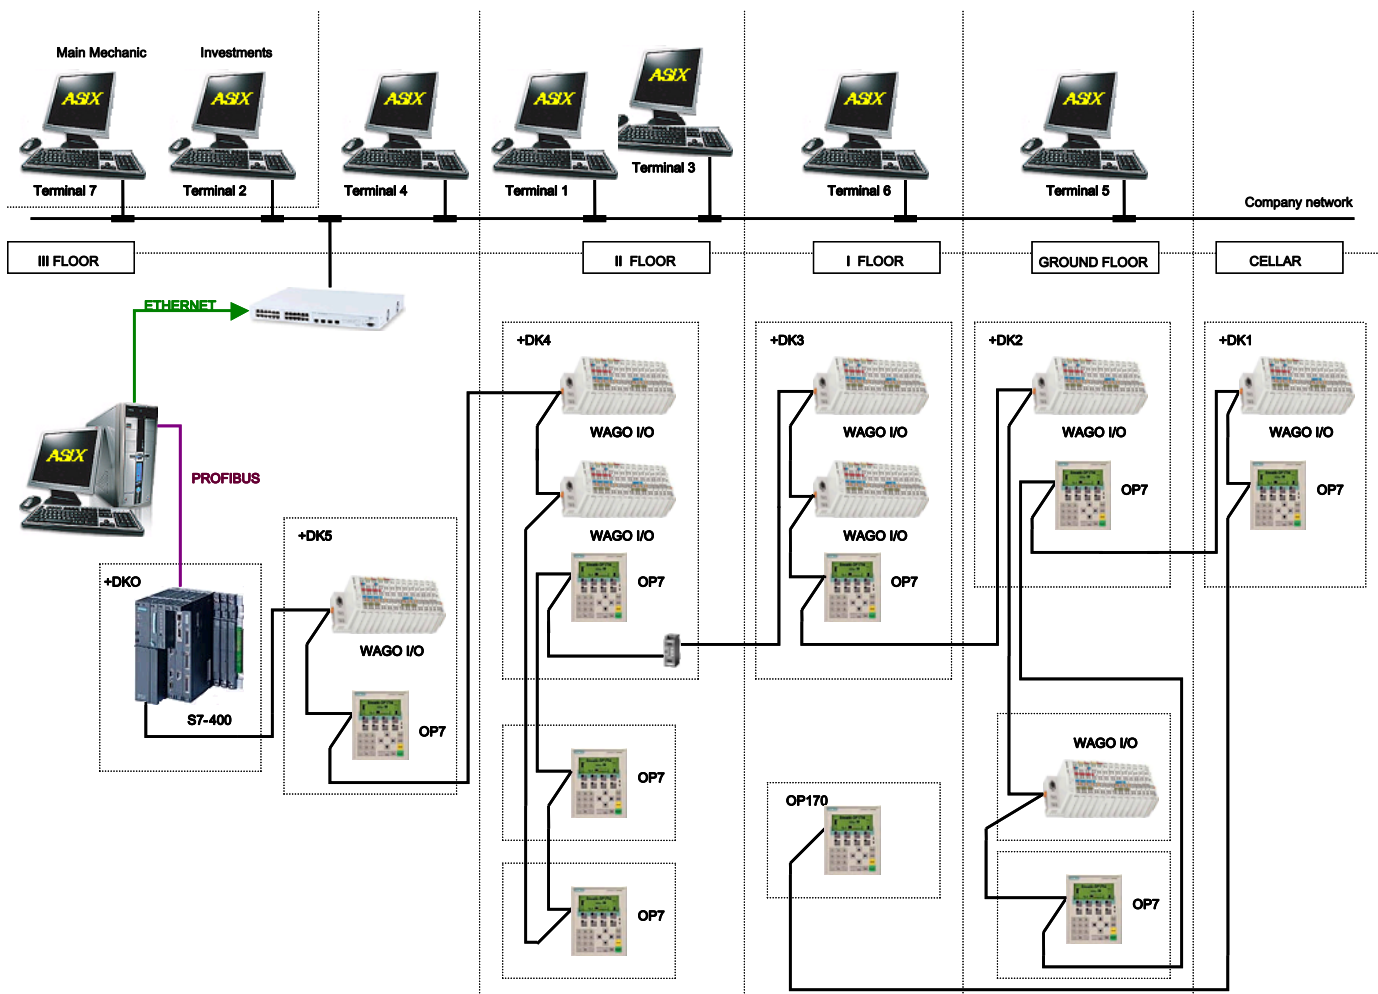 Main Mechanic
Investments
ASIX
ASIX
ASIX
ASIX
ASIX
ASIX
ASIX
Terminal 7
Terminal 2
Terminal 4
Terminal 1
Terminal 3
Terminal 6
Terminal 5
Company network
III FLOOR
II FLOOR
I FLOOR
GROUND FLOOR
CELLAR
ETHERNET
+DK4
+DK3
+DK2
+DK1
WAGO I/O
WAGO I/O
WAGO I/O
WAGO I/O
ASIX
PROFIBUS
OP7
OP7
+DK5
WAGO I/O
WAGO I/O
+DKO
OP7
OP7
WAGO I/O
S7-400
OP7
WAGO I/O
OP7
OP170
OP7
OP7